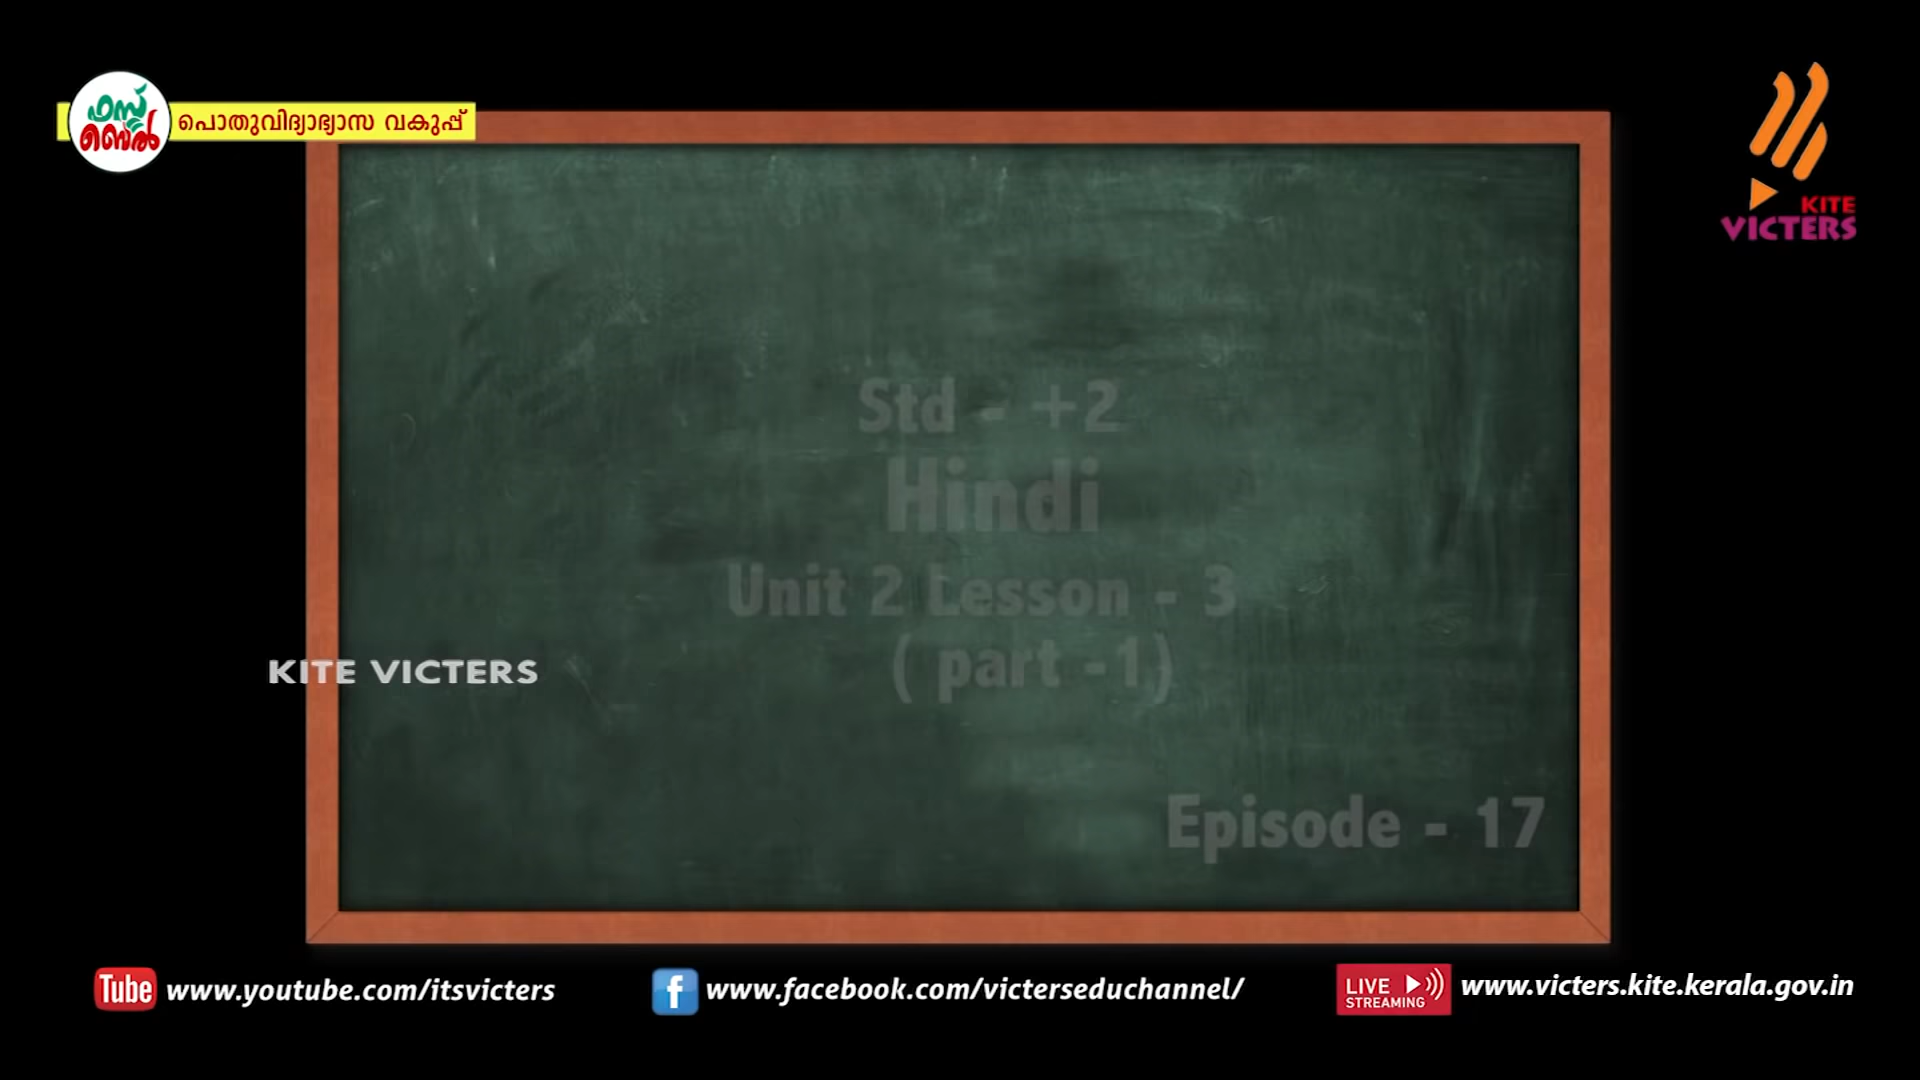 ഫസ്റ്റ്
ബെൽ
പൊതുവിദ്യാഭ്യാസ വകുപ്പ്
KITE
VICTERS
Std - +2
Hindi
Unit 2 Lesson - 3
( part -1)
KITE VICTERS
Episode - 17
Tube www.youtube.com/itsvicters
f www.facebook.com/victerseduchannel/
LIVE
STREAMING
www.victers.kite.kerala.gov.in